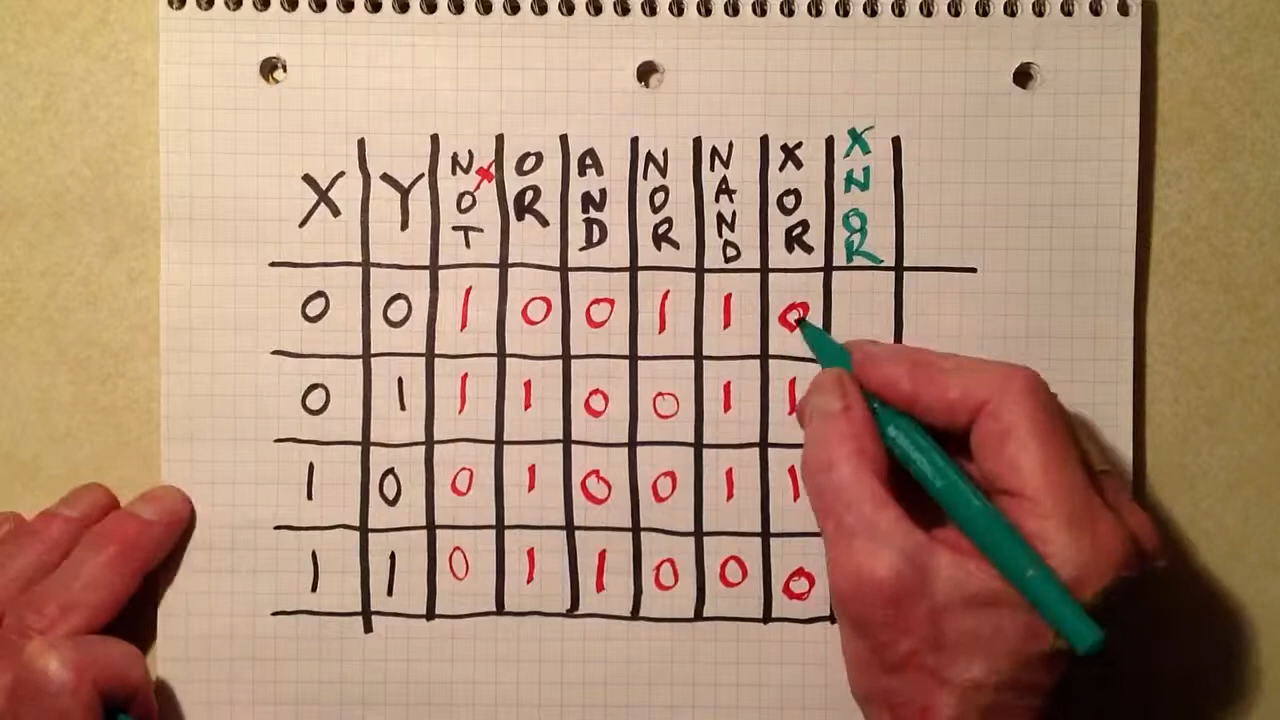 X Y NOT X OR AND NOR NAND XOR XNOR
0 0 1 0 0 1 1 0
0 1 1 1 0 0 1 1
1 0 0 1 0 0 1 1
1 1 0 1 1 0 0 0